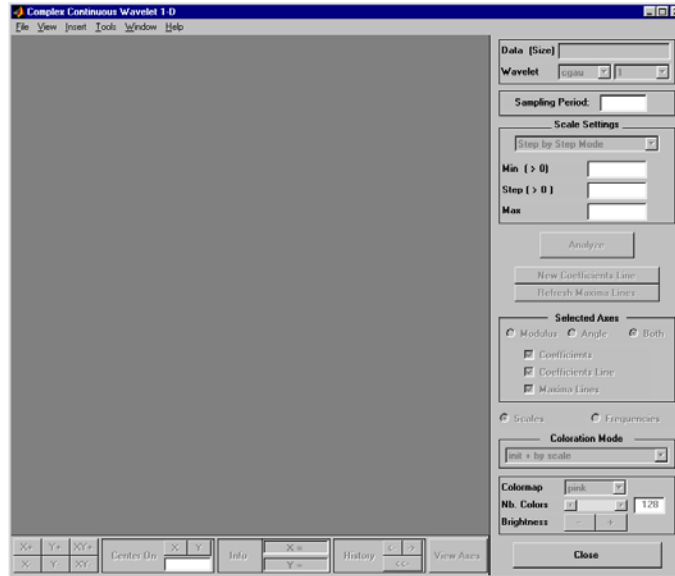 Complex Continuous Wavelet 1-D
File View Insert Tools Window Help
Data (Size)
Wavelet cgau 1
Sampling Period:
Scale Settings
Step by Step Mode
Min ( > 0)
Step ( > 0 )
Max
Analyze
New Coefficients Line
Refresh Maxima Lines
Selected Axes
Modulus Angle Both
Coefficients
Coefficients Line
Maxima Lines
Scales Frequencies
Coloration Mode
init + by scale
Colormap pink
Nb. Colors 128
Brightness - +
X+ Y+ XY+
X- Y- XY-
Center On X Y
Info X =
Y =
History <- ->
<<-
View Axes
Close